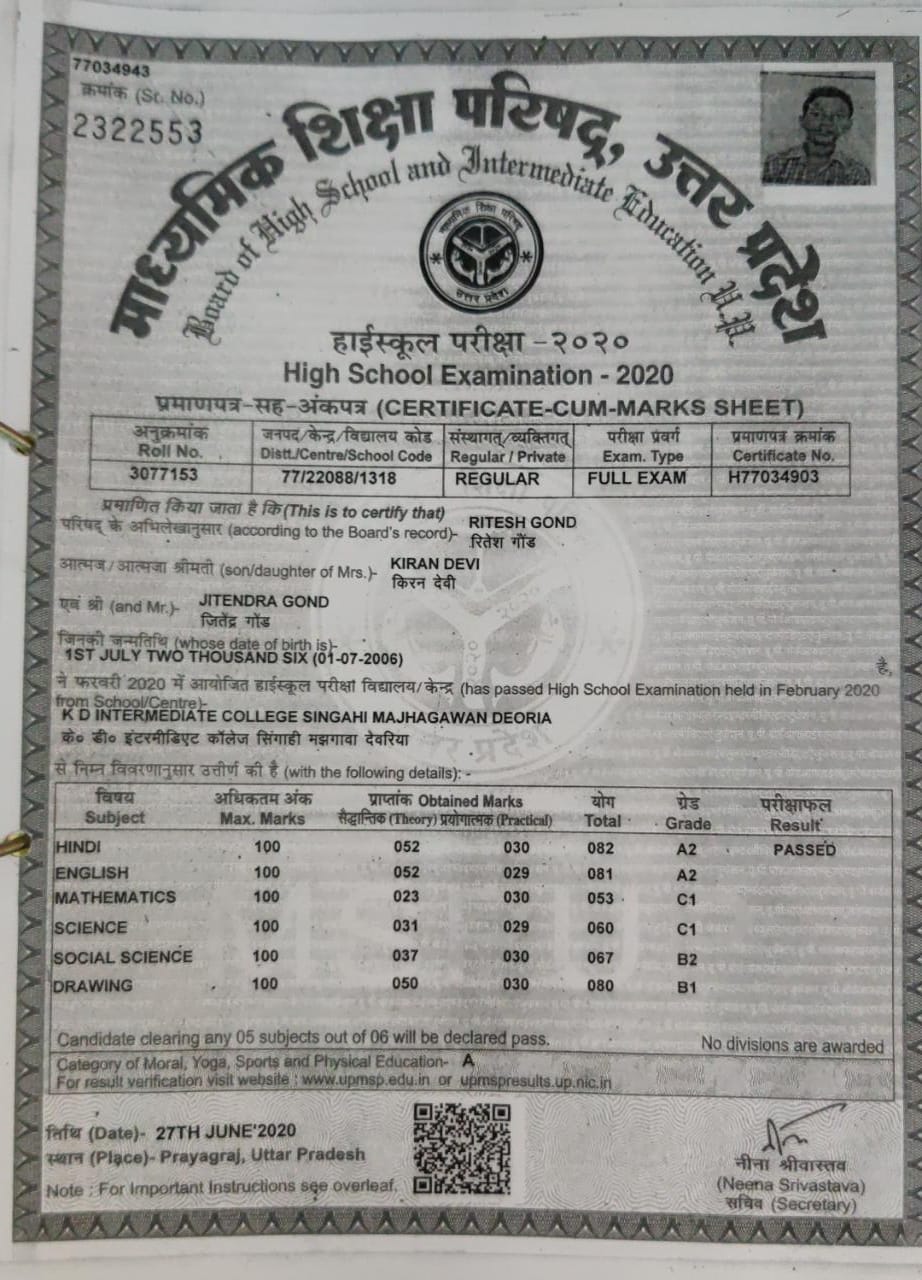 77034943
क्रमांक (Sr. No.)
2322553
माध्यमिक शिक्षा परिषद्, उत्तर प्रदेश
Board of High School and Intermediate Education U.P.
माध्यमिक शिक्षा परिषद्
उत्तर प्रदेश
हाईस्कूल परीक्षा -२०२०
High School Examination - 2020
प्रमाणपत्र-सह-अंकपत्र (CERTIFICATE-CUM-MARKS SHEET)
अनुक्रमांक जनपद/केन्द्र/विद्यालय कोड संस्थागत/व्यक्तिगत परीक्षा प्रवर्ग प्रमाणपत्र क्रमांक
Roll No. Distt./Centre/School Code Regular / Private Exam. Type Certificate No.
3077153 77/22088/1318 REGULAR FULL EXAM H77034903
प्रमाणित किया जाता है कि(This is to certify that)
परिषद् के अभिलेखानुसार (according to the Board's record)- RITESH GOND
रितेश गोंड
आत्मज/आत्मजा श्रीमती (son/daughter of Mrs.)- KIRAN DEVI
किरन देवी
एवं श्री (and Mr.)- JITENDRA GOND
जितेंद्र गोंड
जिनकी जन्मतिथि (whose date of birth is)-
1ST JULY TWO THOUSAND SIX (01-07-2006) है,
ने फरवरी 2020 में आयोजित हाईस्कूल परीक्षा विद्यालय/केन्द्र (has passed High School Examination held in February 2020
from School/Centre)-
K D INTERMEDIATE COLLEGE SINGAHI MAJHAGAWAN DEORIA
के० डी० इंटरमीडिएट कॉलेज सिंगाही मझगावा देवरिया
से निम्न विवरणानुसार उत्तीर्ण की है (with the following details): -
विषय अधिकतम अंक प्राप्तांक Obtained Marks योग ग्रेड परीक्षाफल
Subject Max. Marks सैद्धान्तिक (Theory) प्रयोगात्मक (Practical) Total Grade Result
HINDI 100 052 030 082 A2 PASSED
ENGLISH 100 052 029 081 A2
MATHEMATICS 100 023 030 053 C1
SCIENCE 100 031 029 060 C1
SOCIAL SCIENCE 100 037 030 067 B2
DRAWING 100 050 030 080 B1
Candidate clearing any 05 subjects out of 06 will be declared pass. No divisions are awarded
Category of Moral, Yoga, Sports and Physical Education- A
For result verification visit website : www.upmsp.edu.in or upmspresults.up.nic.in
तिथि (Date)- 27TH JUNE'2020
स्थान (Place)- Prayagraj, Uttar Pradesh
Note : For Important Instructions see overleaf.
नीना श्रीवास्तव
(Neena Srivastava)
सचिव (Secretary)